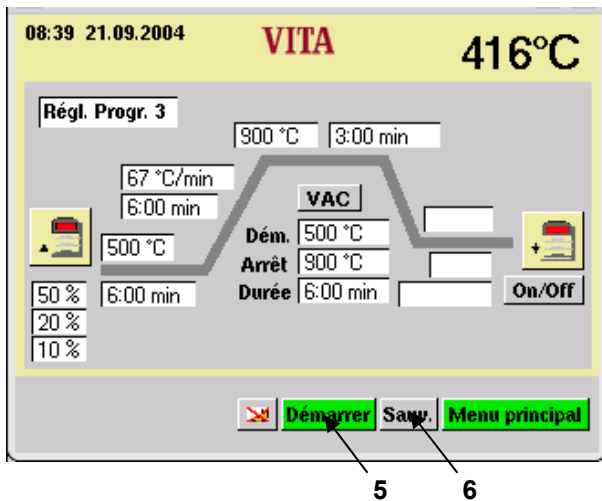 08:39 21.09.2004 VITA 416°C
Régl. Progr. 3
900 °C 3:00 min
67 °C/min
6:00 min
VAC
500 °C
Dém. 500 °C
Arrêt 900 °C
Durée 6:00 min
On/Off
50 % 6:00 min
20 %
10 %
Démarrer Sauv. Menu principal
5 6